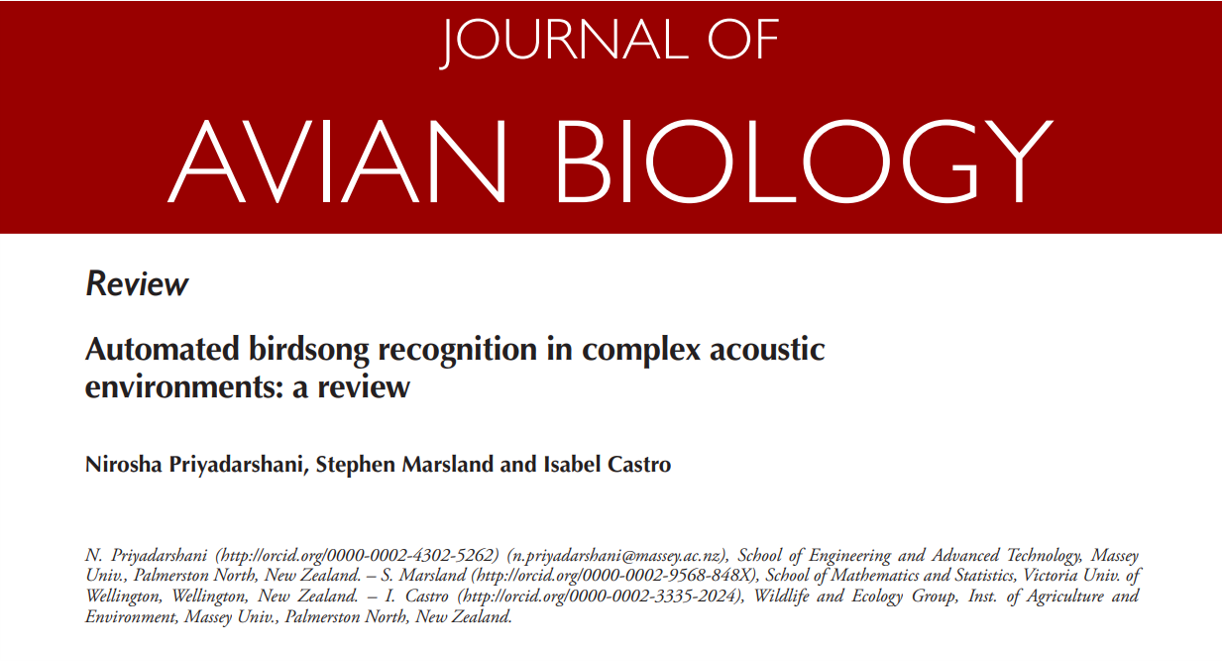 JOURNAL OF
AVIAN BIOLOGY
Review
Automated birdsong recognition in complex acoustic
environments: a review
Nirosha Priyadarshani, Stephen Marsland and Isabel Castro
N. Priyadarshani (http://orcid.org/0000-0002-4302-5262) (n.priyadarshani@massey.ac.nz), School of Engineering and Advanced Technology, Massey
Univ., Palmerston North, New Zealand. – S. Marsland (http://orcid.org/0000-0002-9568-848X), School of Mathematics and Statistics, Victoria Univ. of
Wellington, Wellington, New Zealand. – I. Castro (http://orcid.org/0000-0002-3335-2024), Wildlife and Ecology Group, Inst. of Agriculture and
Environment, Massey Univ., Palmerston North, New Zealand.